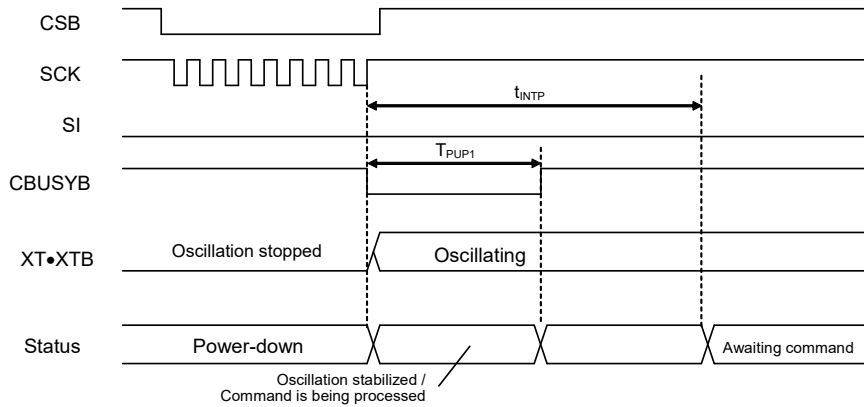 CSB
SCK
tINTP
SI
TPUP1
CBUSYB
XT•XTB
Oscillation stopped
Oscillating
Status
Power-down
Awaiting command
Oscillation stabilized /
Command is being processed